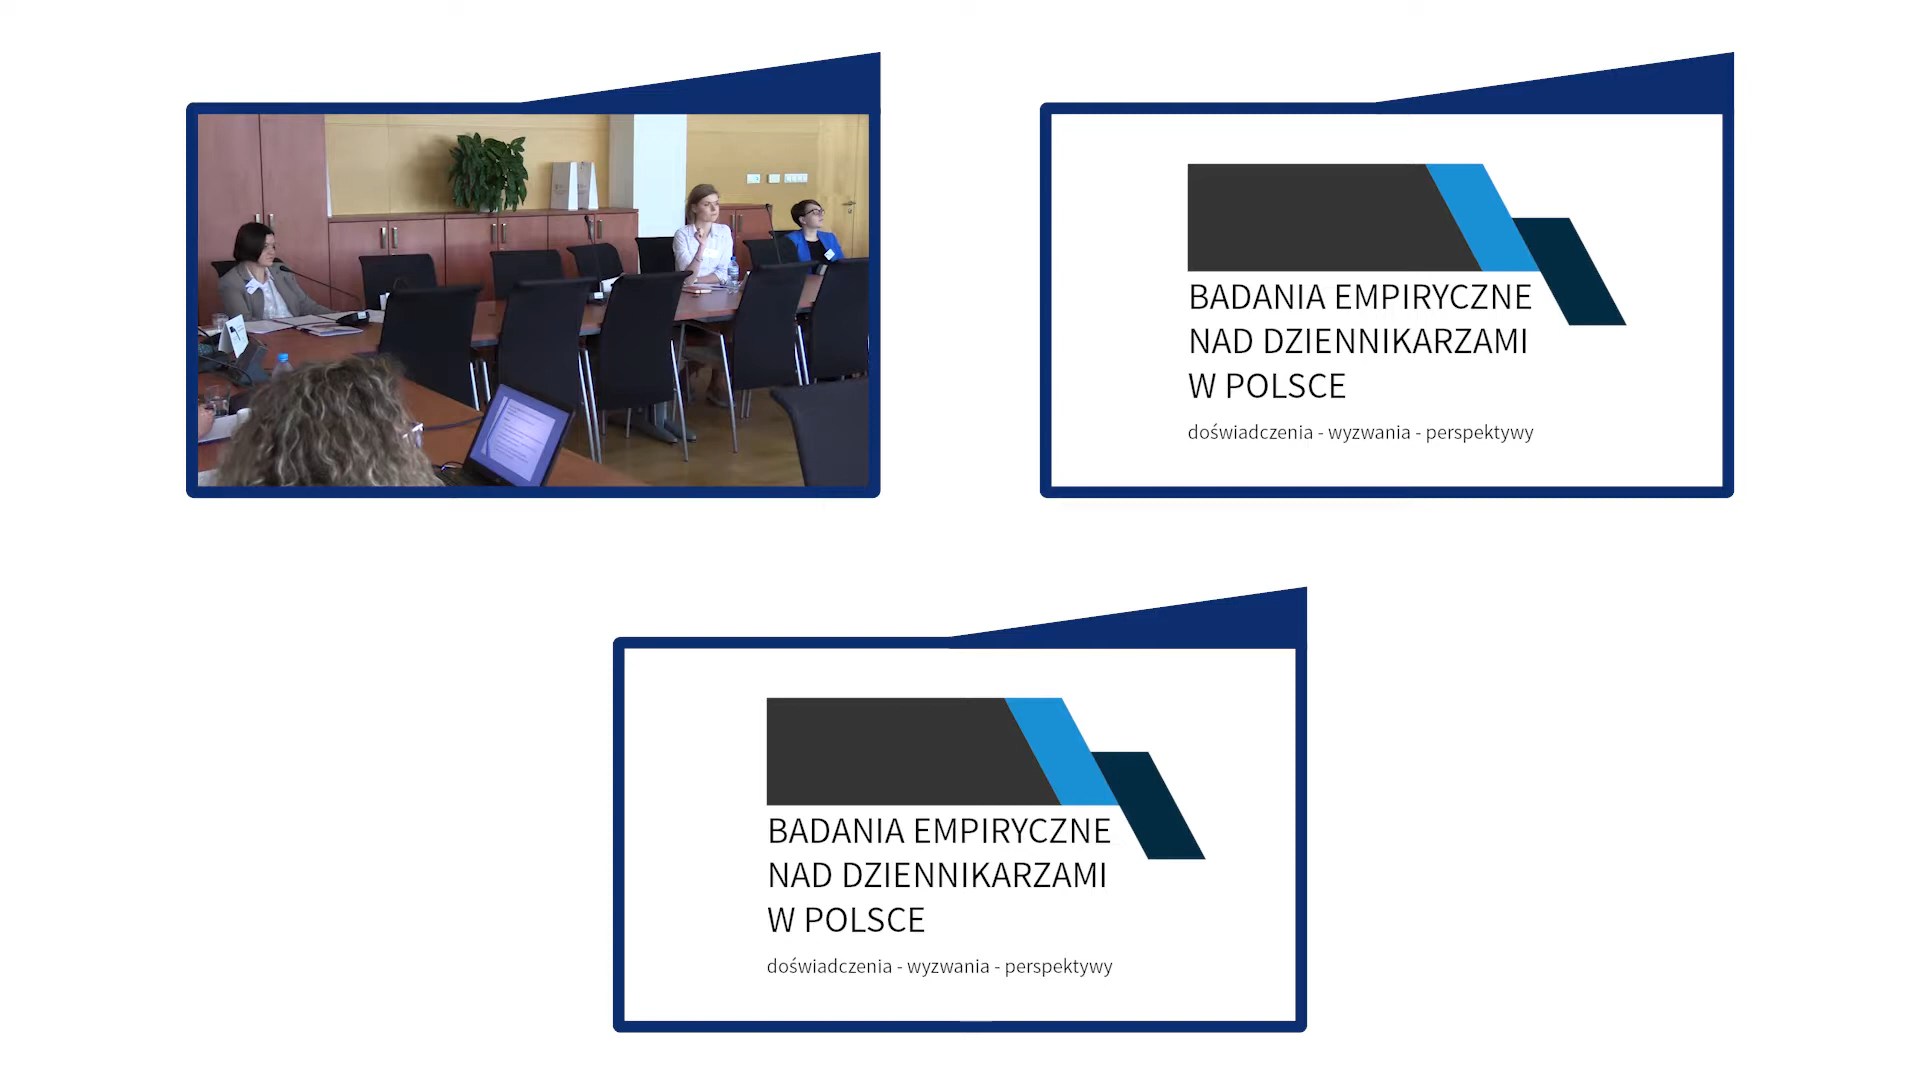 BADANIA EMPIRYCZNE
NAD DZIENNIKARZAMI
W POLSCE
doświadczenia - wyzwania - perspektywy
BADANIA EMPIRYCZNE
NAD DZIENNIKARZAMI
W POLSCE
doświadczenia - wyzwania - perspektywy